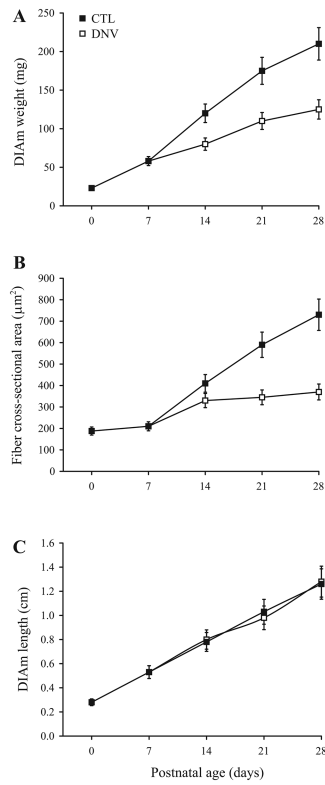 A
CTL
DNV
DIAm weight (mg)
250
200
150
100
50
0
0 7 14 21 28
B
Fiber cross-sectional area (µm²)
900
800
700
600
500
400
300
200
100
0
0 7 14 21 28
C
DIAm length (cm)
1.6
1.4
1.2
1.0
0.8
0.6
0.4
0.2
0.0
0 7 14 21 28
Postnatal age (days)